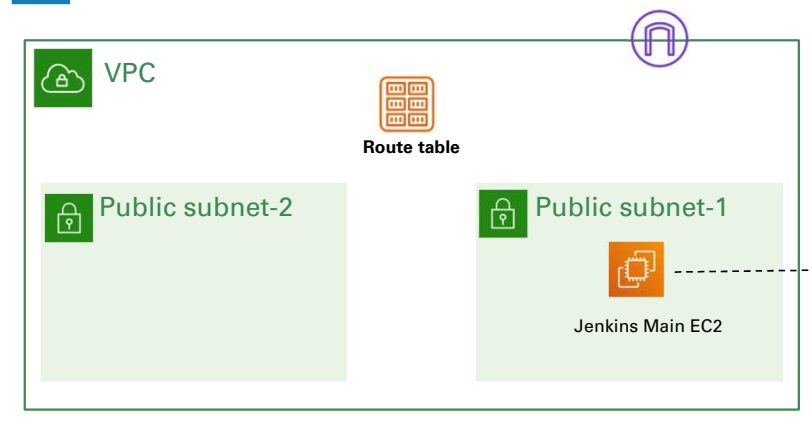 VPC
Route table
Public subnet-2
Public subnet-1
Jenkins Main EC2